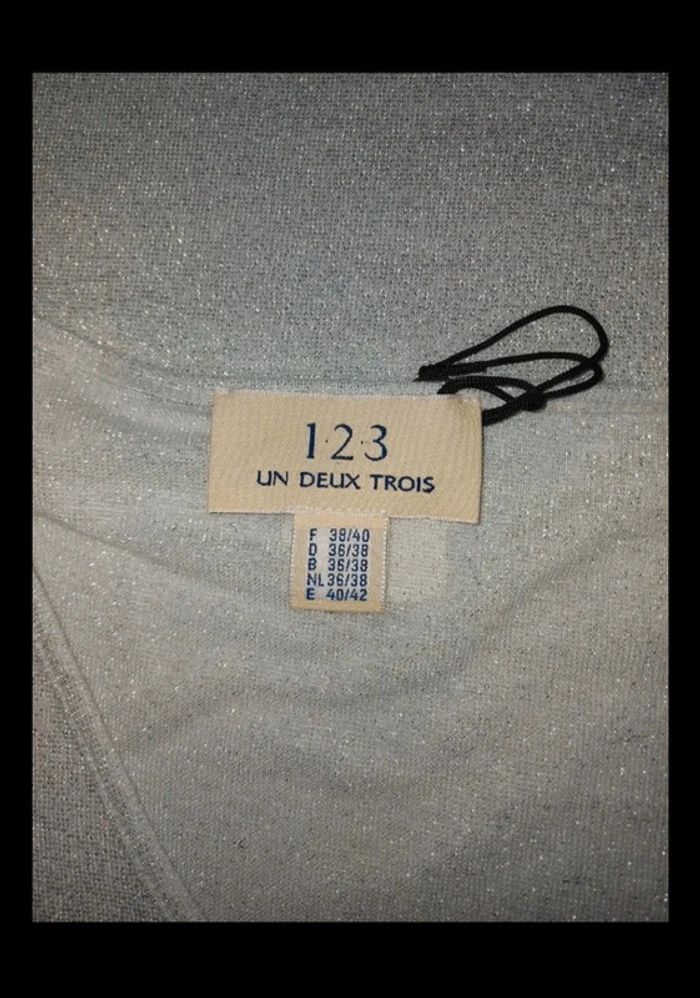 1·2·3
UN DEUX TROIS
F 38/40
D 36/38
B 36/38
NL 36/38
E 40/42